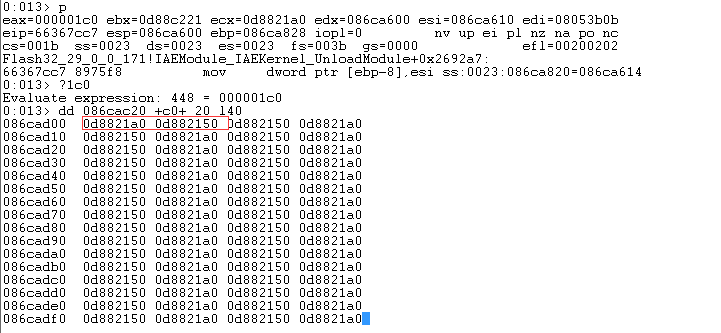 0:013> p
eax=000001c0 ebx=0d88c221 ecx=0d8821a0 edx=086ca600 esi=086ca610 edi=08053b0b
eip=66367cc7 esp=086ca600 ebp=086ca828 iopl=0 nv up ei pl nz na po nc
cs=001b ss=0023 ds=0023 es=0023 fs=003b gs=0000 efl=00200202
Flash32_29_0_0_171!IAEModule_IAEKernel_UnloadModule+0x2692a7:
66367cc7 8975f8 mov dword ptr [ebp-8],esi ss:0023:086ca820=086ca614
0:013> ?1c0
Evaluate expression: 448 = 000001c0
0:013> dd 086cac20 +c0+ 20 l40
086cad00 0d8821a0 0d882150 0d882150 0d8821a0
086cad10 0d882150 0d8821a0 0d882150 0d8821a0
086cad20 0d882150 0d8821a0 0d882150 0d8821a0
086cad30 0d882150 0d8821a0 0d882150 0d8821a0
086cad40 0d882150 0d8821a0 0d882150 0d8821a0
086cad50 0d882150 0d8821a0 0d882150 0d8821a0
086cad60 0d882150 0d8821a0 0d882150 0d8821a0
086cad70 0d882150 0d8821a0 0d882150 0d8821a0
086cad80 0d882150 0d8821a0 0d882150 0d8821a0
086cad90 0d882150 0d8821a0 0d882150 0d8821a0
086cada0 0d882150 0d8821a0 0d882150 0d8821a0
086cadb0 0d882150 0d8821a0 0d882150 0d8821a0
086cadc0 0d882150 0d8821a0 0d882150 0d8821a0
086cadd0 0d882150 0d8821a0 0d882150 0d8821a0
086cade0 0d882150 0d8821a0 0d882150 0d8821a0
086cadf0 0d882150 0d8821a0 0d882150 0d8821a0